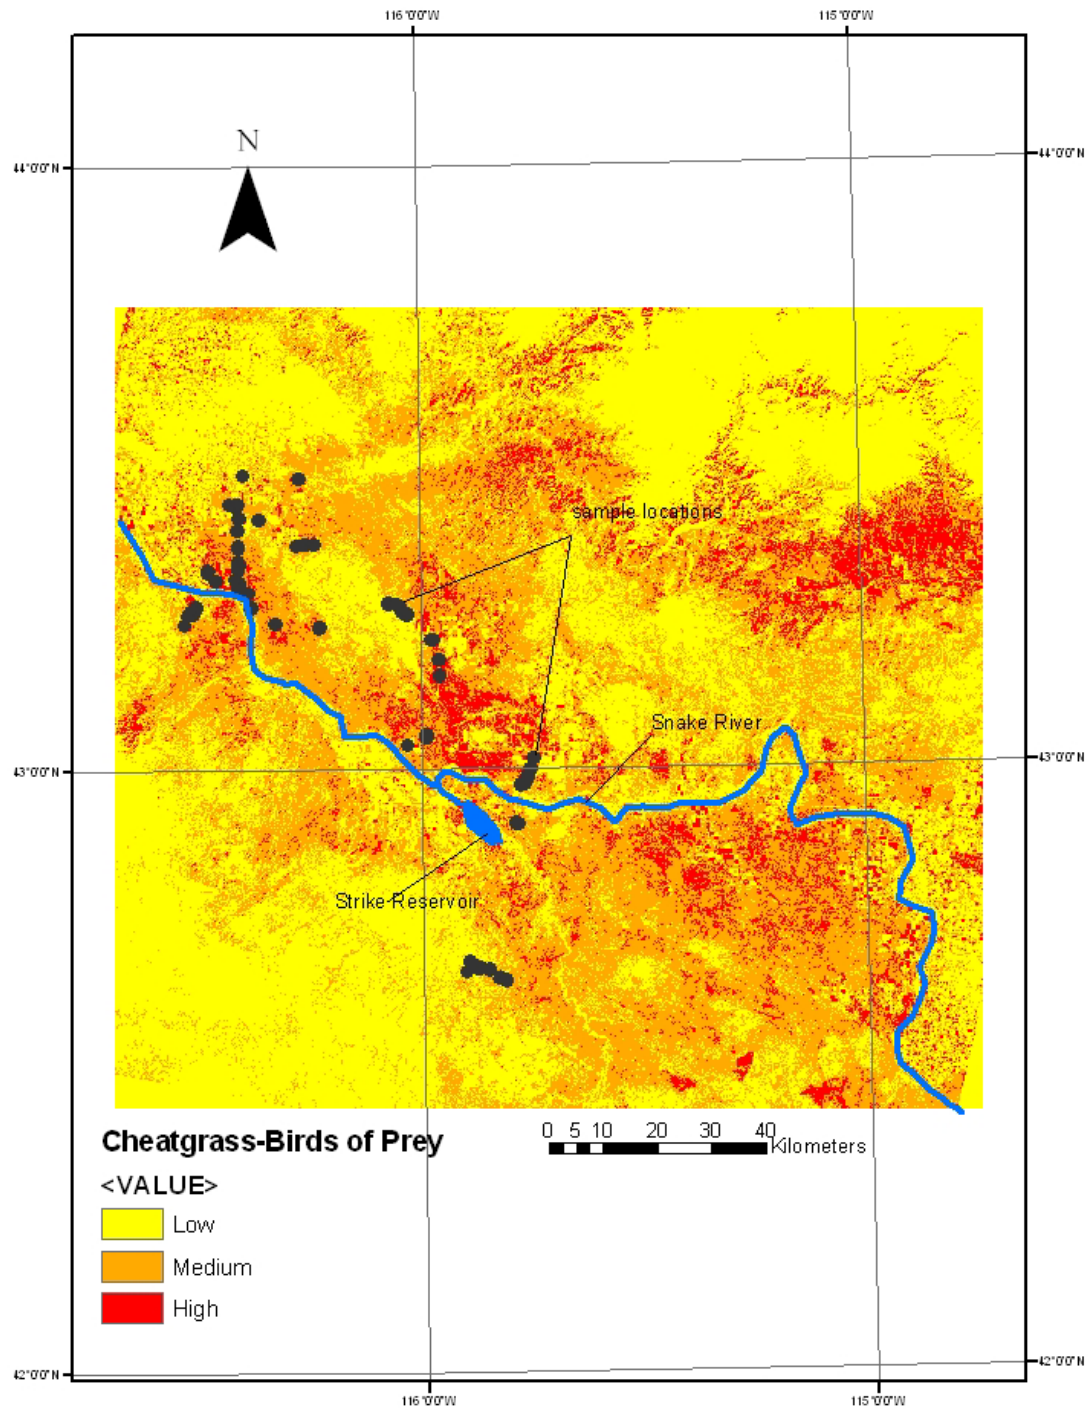 116°0'0"W 115°0'0"W
N
44°0'0"N 44°0'0"N
sample locations
Snake River
43°0'0"N 43°0'0"N
Strike Reservoir
Cheatgrass-Birds of Prey
0 5 10 20 30 40
Kilometers
<VALUE>
Low
Medium
High
42°0'0"N 42°0'0"N
116°0'0"W 115°0'0"W